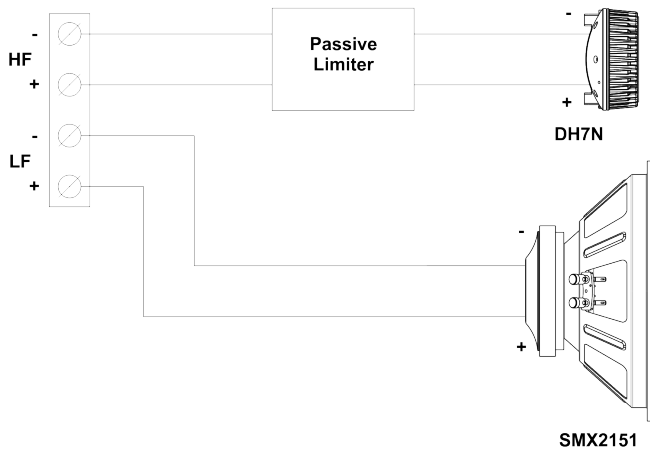 -
HF
+
-
LF
+
Passive
Limiter
-
+
DH7N
-
+
SMX2151